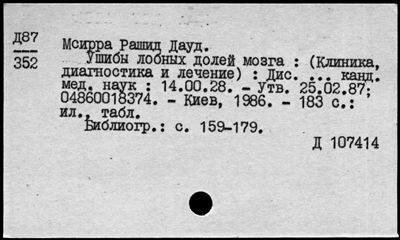 Д87
352
Мсирра Рашид Дауд.
Ушибы лобных долей мозга : (Клиника,
диагностика и лечение) : Дис. ... канд.
мед. наук : 14.00.28. - Утв. 25.02.87;
04860018374. - Киев, 1986. - 183 с.:
ил., табл.
Библиогр.: с. 159-179.
Д 107414